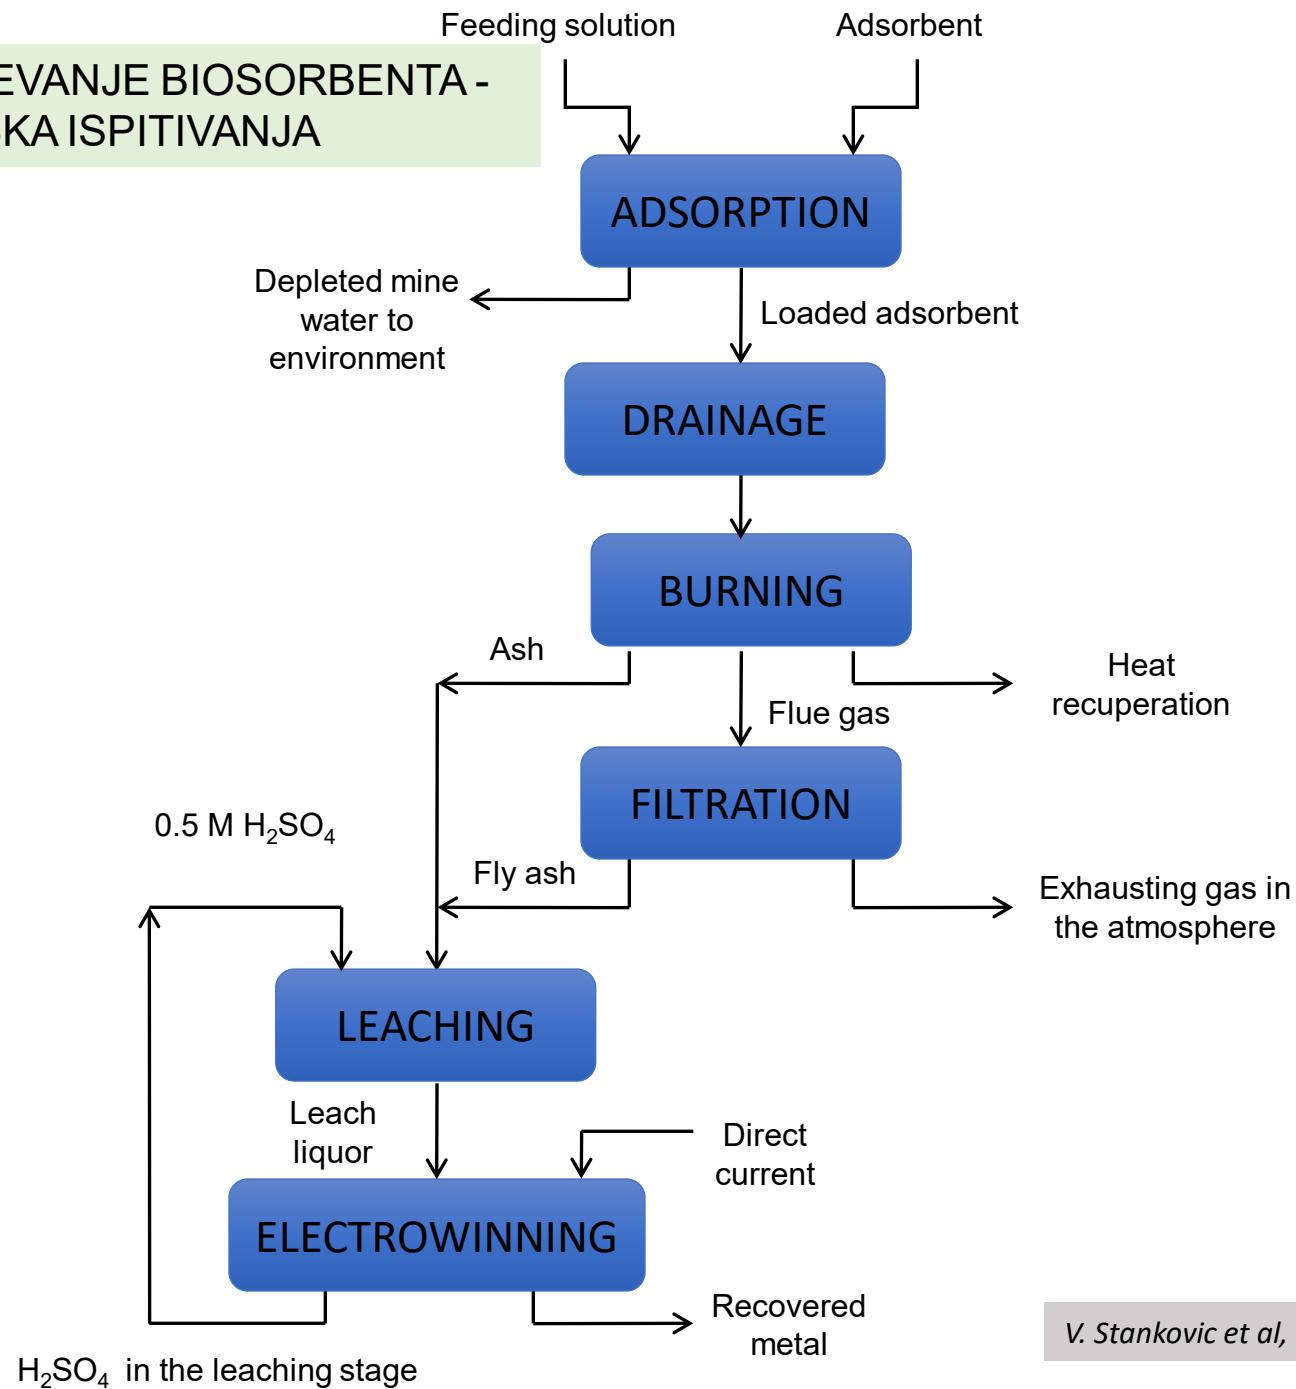 Feeding solution
Adsorbent
EVANJE BIOSORBENTA -
KA ISPITIVANJA
ADSORPTION
Depleted mine
water to
environment
Loaded adsorbent
DRAINAGE
BURNING
Ash
Heat
recuperation
Flue gas
FILTRATION
0.5 M H₂SO₄
Fly ash
Exhausting gas in
the atmosphere
LEACHING
Leach
liquor
Direct
current
ELECTROWINNING
Recovered
metal
V. Stankovic et al,
H₂SO₄ in the leaching stage